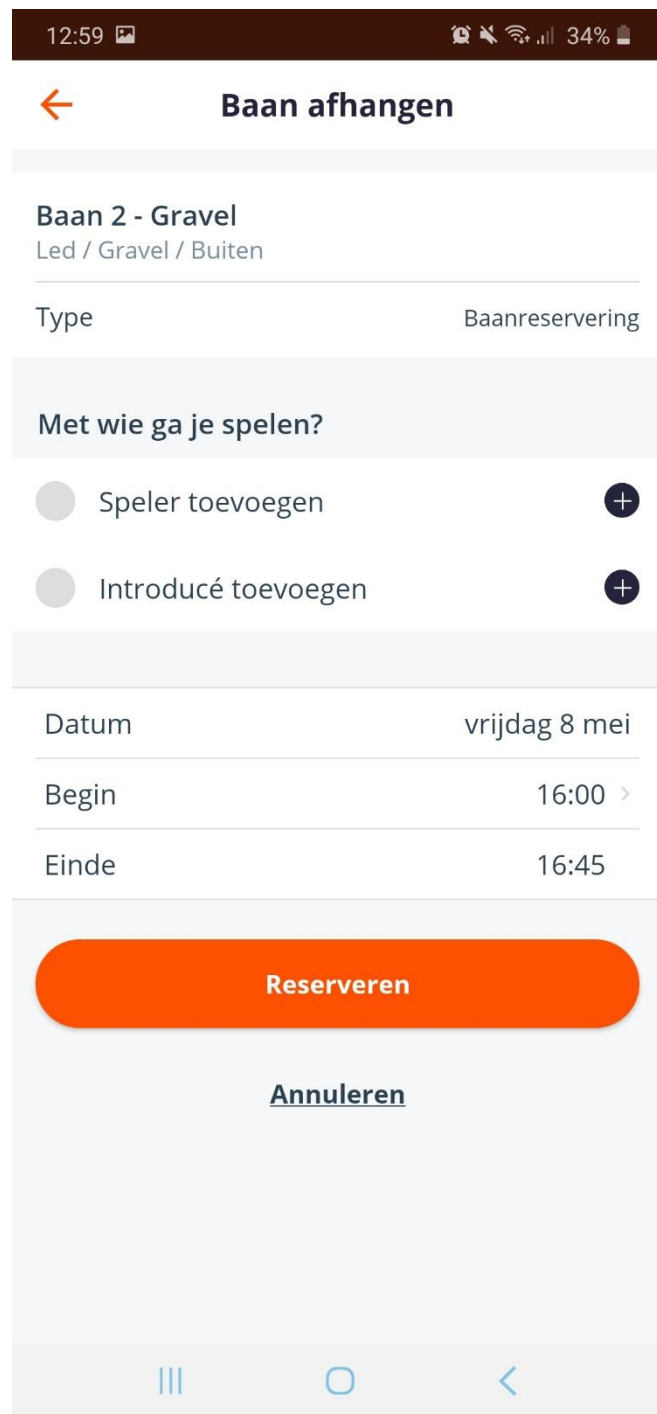 12:59 34%
Baan afhangen
Baan 2 - Gravel
Led / Gravel / Buiten
Type Baanreservering
Met wie ga je spelen?
Speler toevoegen
Introducé toevoegen
Datum vrijdag 8 mei
Begin 16:00
Einde 16:45
Reserveren
Annuleren